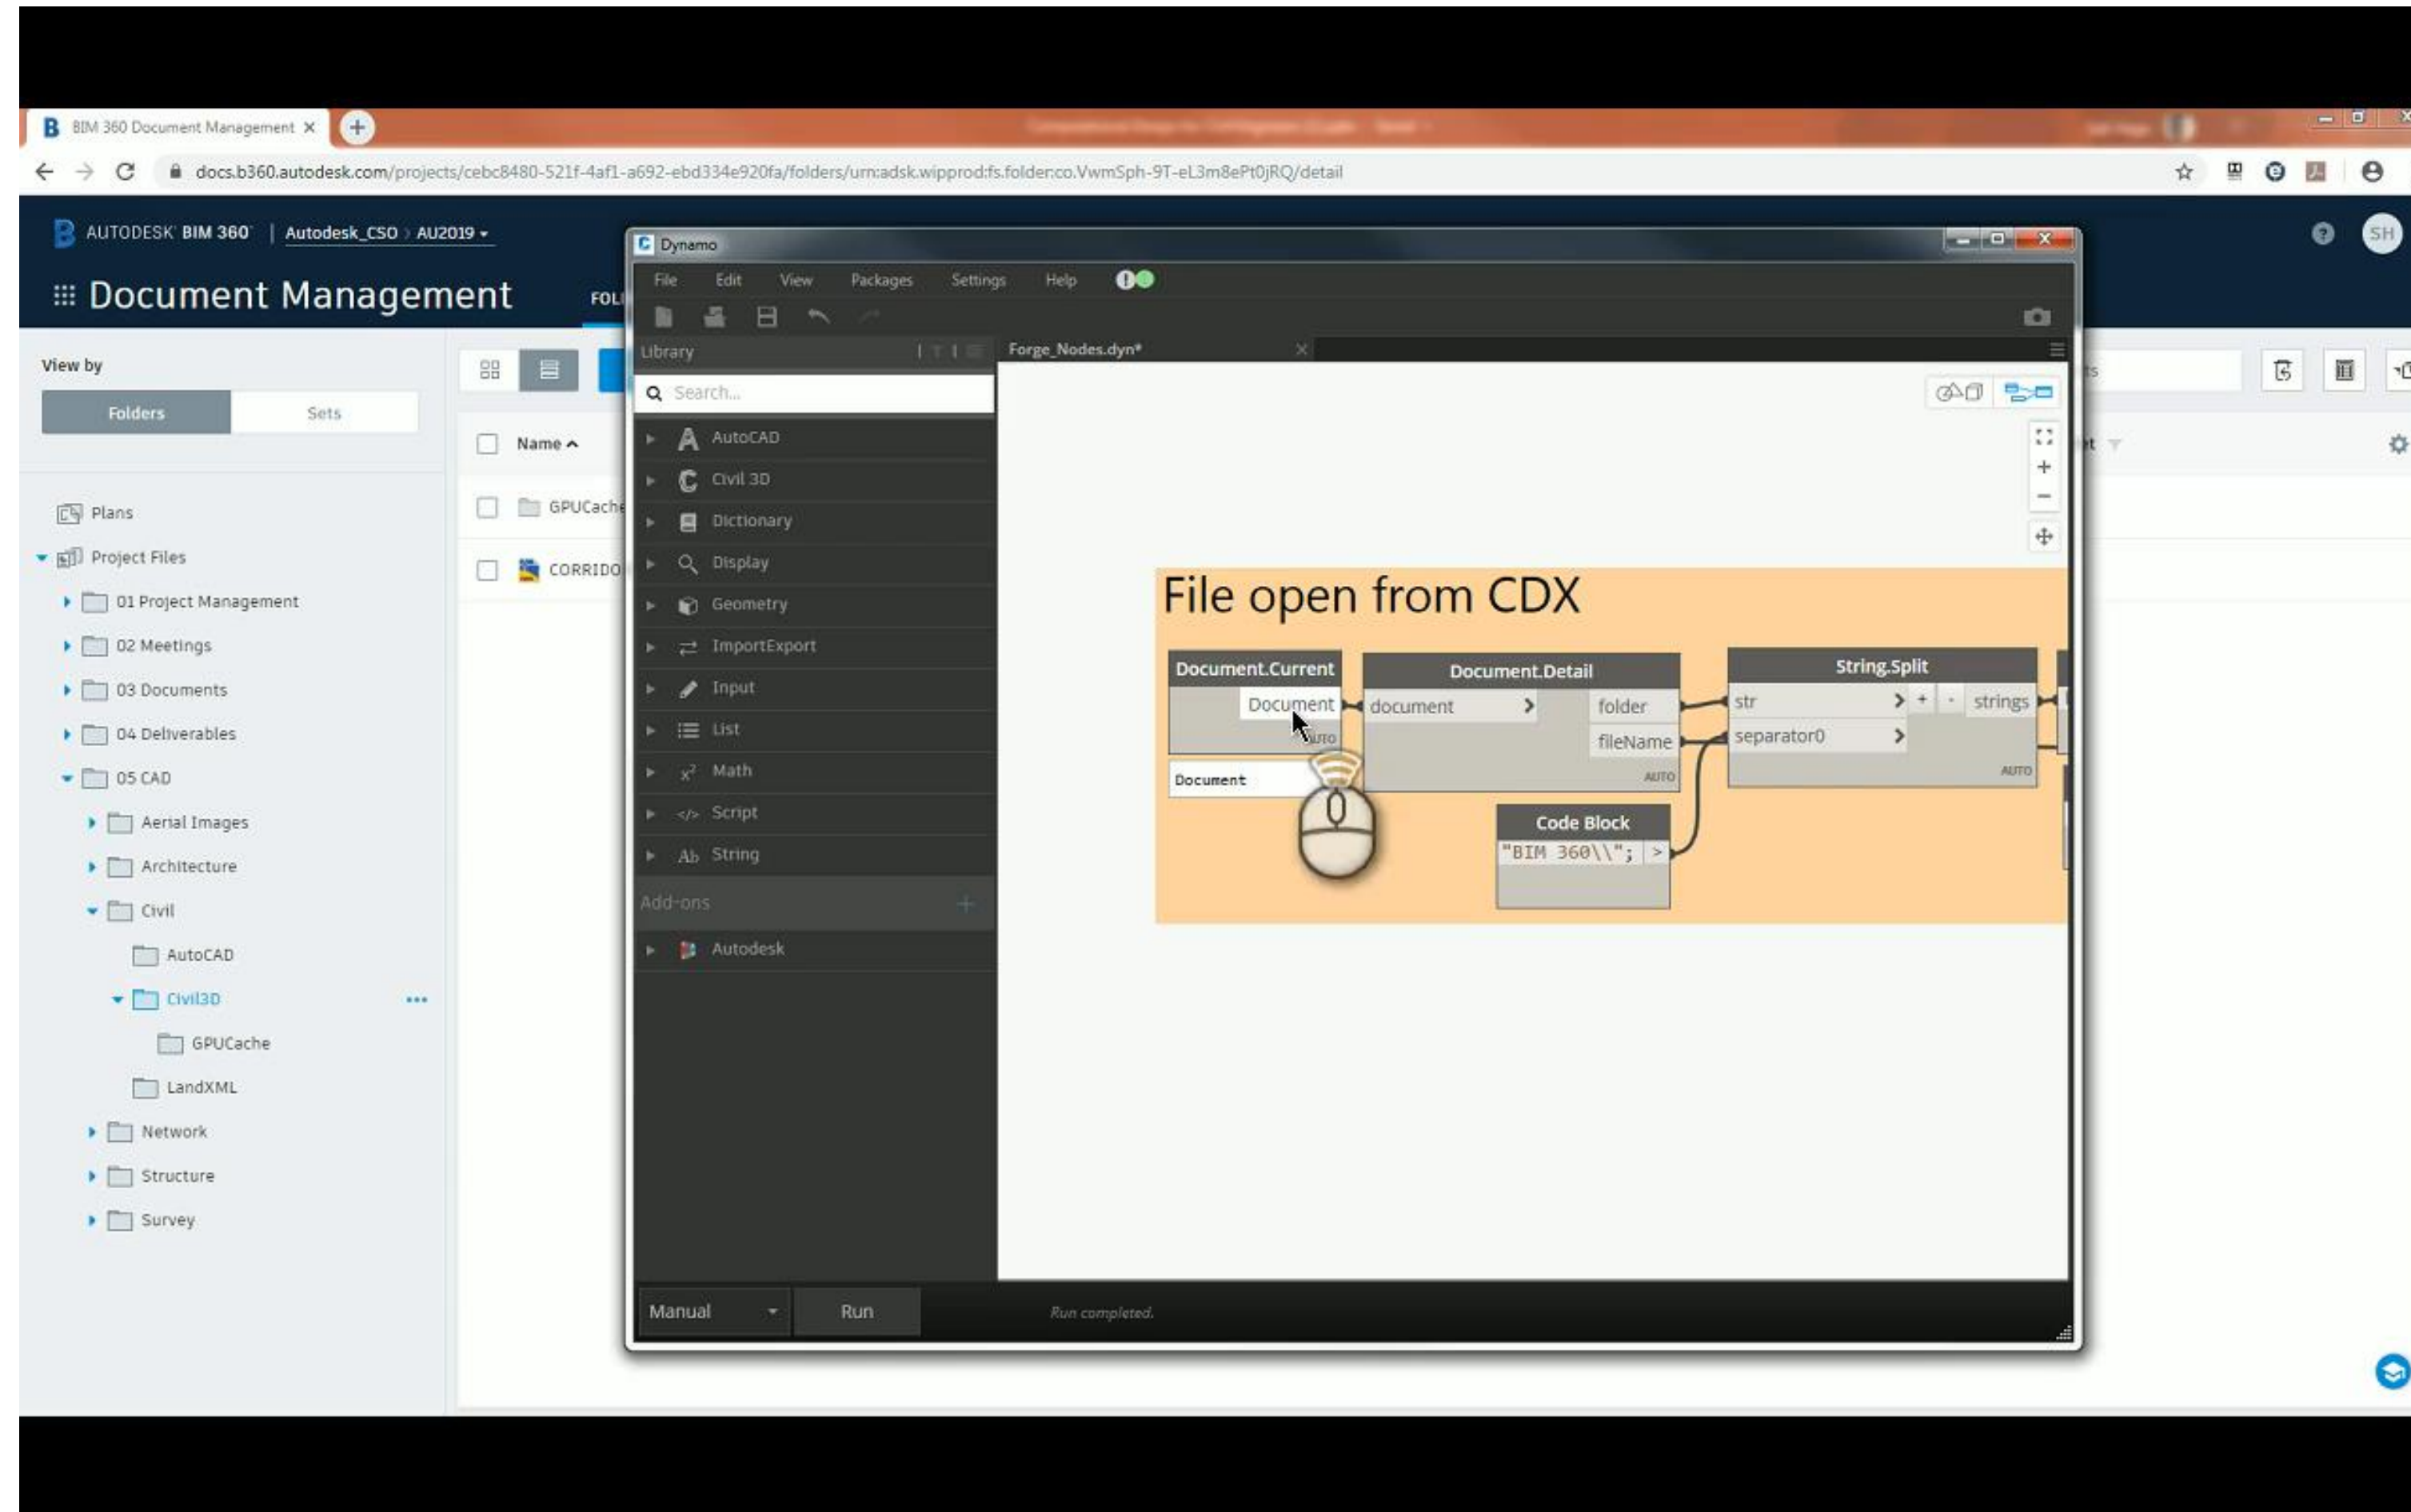 BIM 360 Document Management
docs.b360.autodesk.com/projects/cebc8480-521f-4af1-a692-ebd334e920fa/folders/urn:adsk.wipprod:fs.folder:co.VwmSph-9T-eL3m8ePt0jRQ/detail
AUTODESK BIM 360 | Autodesk_CSO > AU2019
SH
Document Management
FOL
View by
Folders Sets
Plans
Project Files
01 Project Management
02 Meetings
03 Documents
04 Deliverables
05 CAD
Aerial Images
Architecture
Civil
AutoCAD
Civil3D
GPUCache
LandXML
Network
Structure
Survey
Name
GPUCache
CORRIDO
Dynamo
File Edit View Packages Settings Help
Library
Forge_Nodes.dyn*
Search...
AutoCAD
Civil 3D
Dictionary
Display
Geometry
ImportExport
Input
List
Math
Script
String
Add-ons
Autodesk
File open from CDX
Document.Current
Document
AUTO
Document
Document.Detail
document > folder
fileName
AUTO
String.Split
str > + - strings
separator0 >
AUTO
Code Block
"BIM 360\\"; >
Manual Run Run completed.